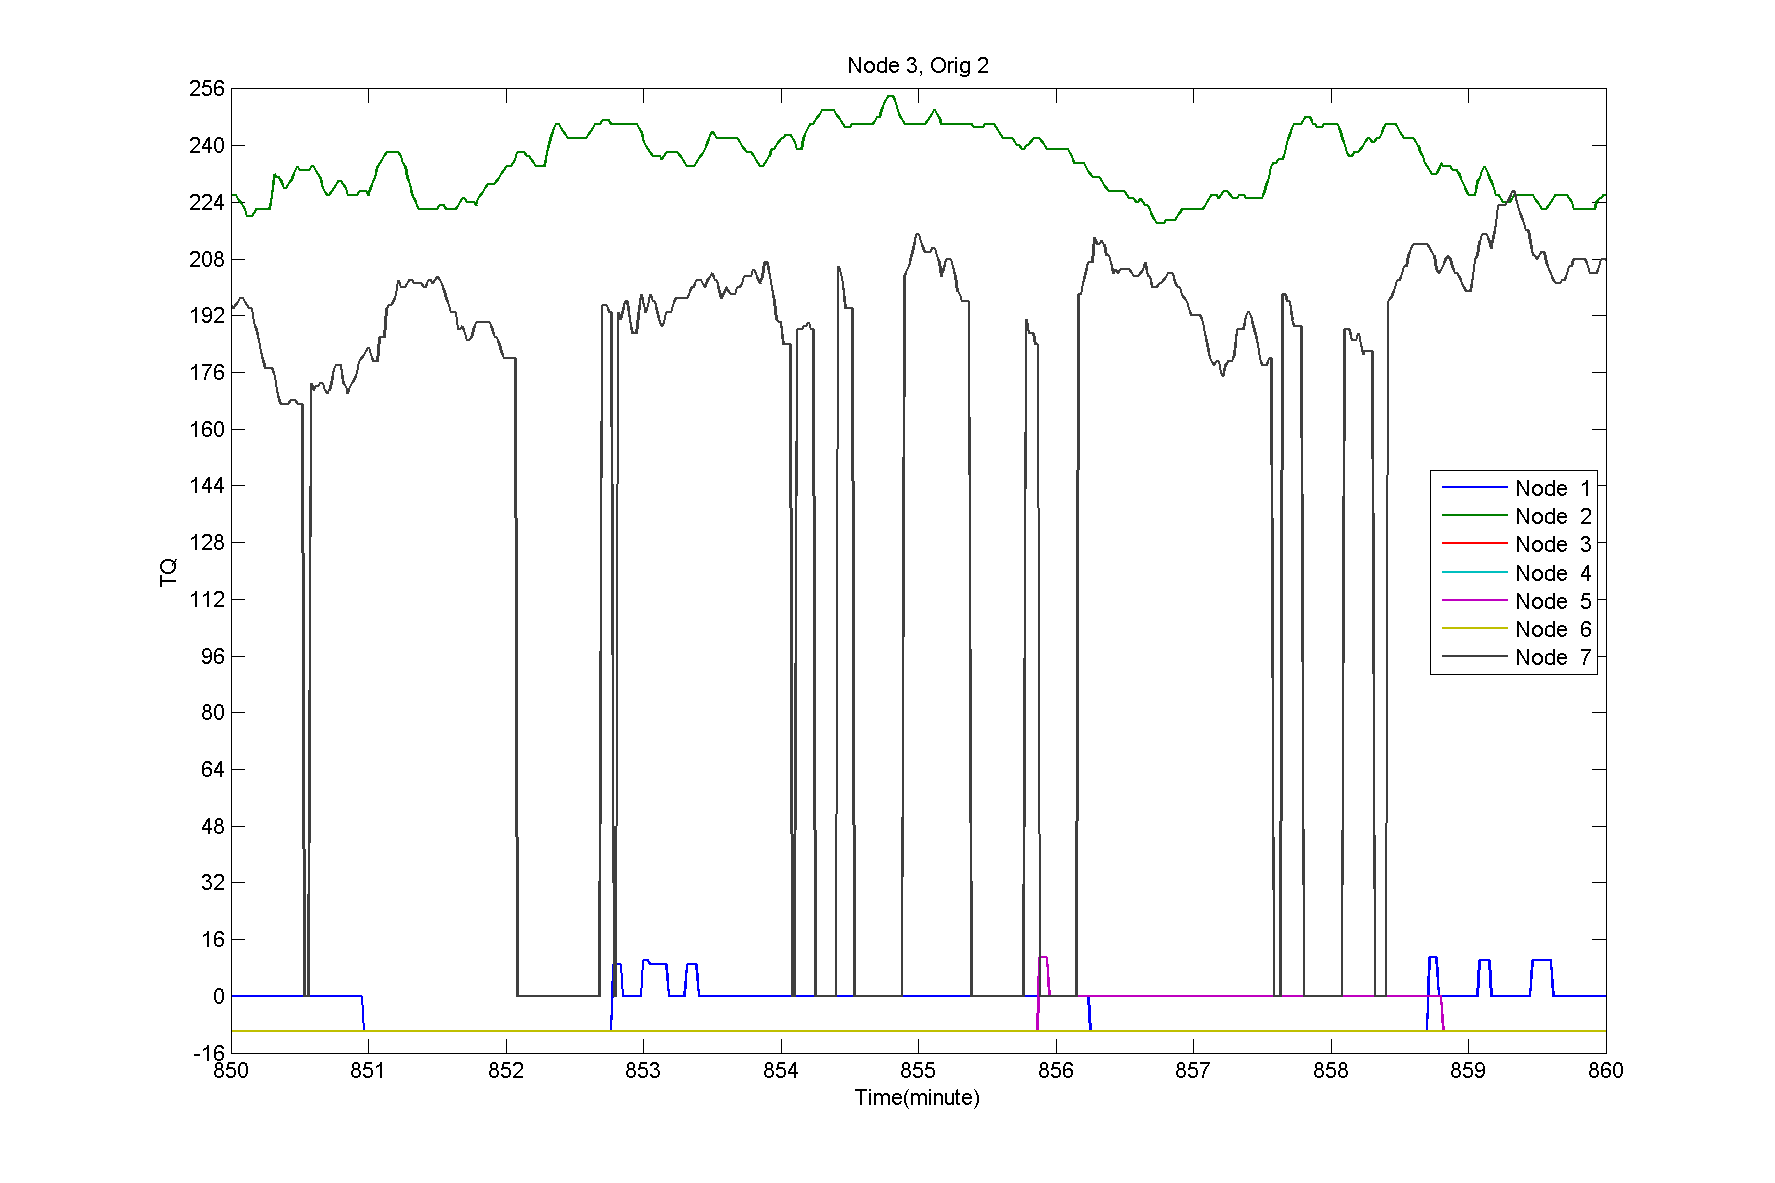 Node 3, Orig 2
256
240
224
208
192
176
160
144
128
112
96
80
64
48
32
16
0
-16
TQ
Node 1
Node 2
Node 3
Node 4
Node 5
Node 6
Node 7
850 851 852 853 854 855 856 857 858 859 860
Time(minute)